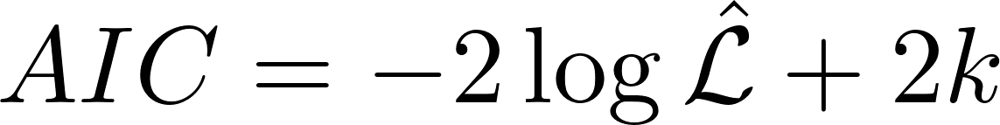 AIC = −2 log ℒ̂ + 2k